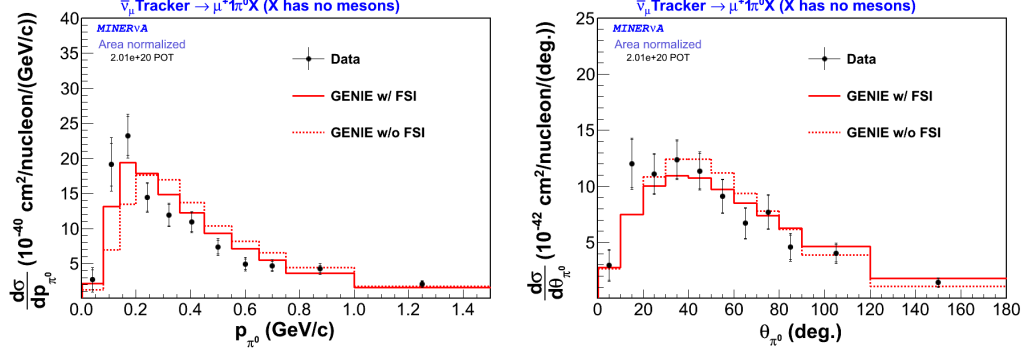 ν̄μTracker → μ⁺1π⁰X (X has no mesons)
MINERνA
Area normalized
2.01e+20 POT
Data
GENIE w/ FSI
GENIE w/o FSI
dσ/dpπ⁰ (10⁻⁴⁰ cm²/nucleon/(GeV/c))
40
35
30
25
20
15
10
5
0
0.0 0.2 0.4 0.6 0.8 1.0 1.2 1.4
pπ⁰ (GeV/c)
ν̄μTracker → μ⁺1π⁰X (X has no mesons)
MINERνA
Area normalized
2.01e+20 POT
Data
GENIE w/ FSI
GENIE w/o FSI
dσ/dθπ⁰ (10⁻⁴² cm²/nucleon/(deg.))
25
20
15
10
5
0
0 20 40 60 80 100 120 140 160 180
θπ⁰ (deg.)